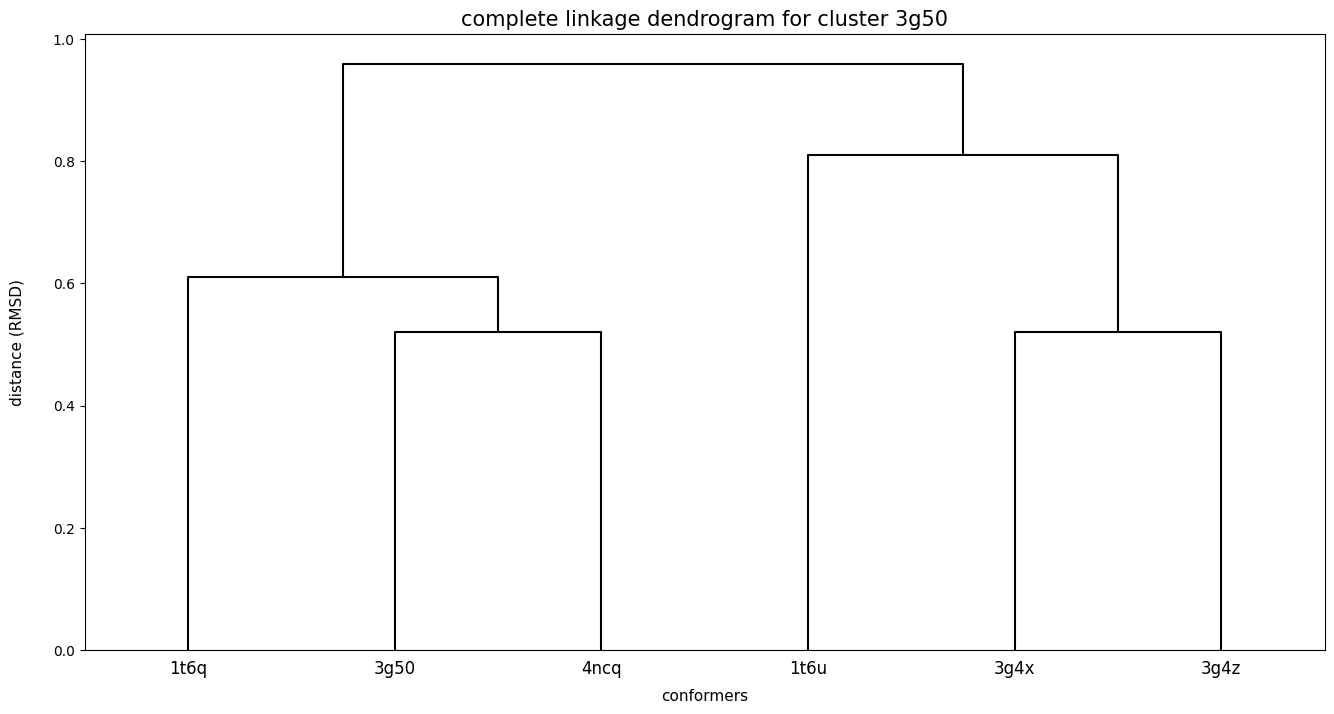 complete linkage dendrogram for cluster 3g50
distance (RMSD)
1.0
0.8
0.6
0.4
0.2
0.0
1t6q 3g50 4ncq 1t6u 3g4x 3g4z
conformers